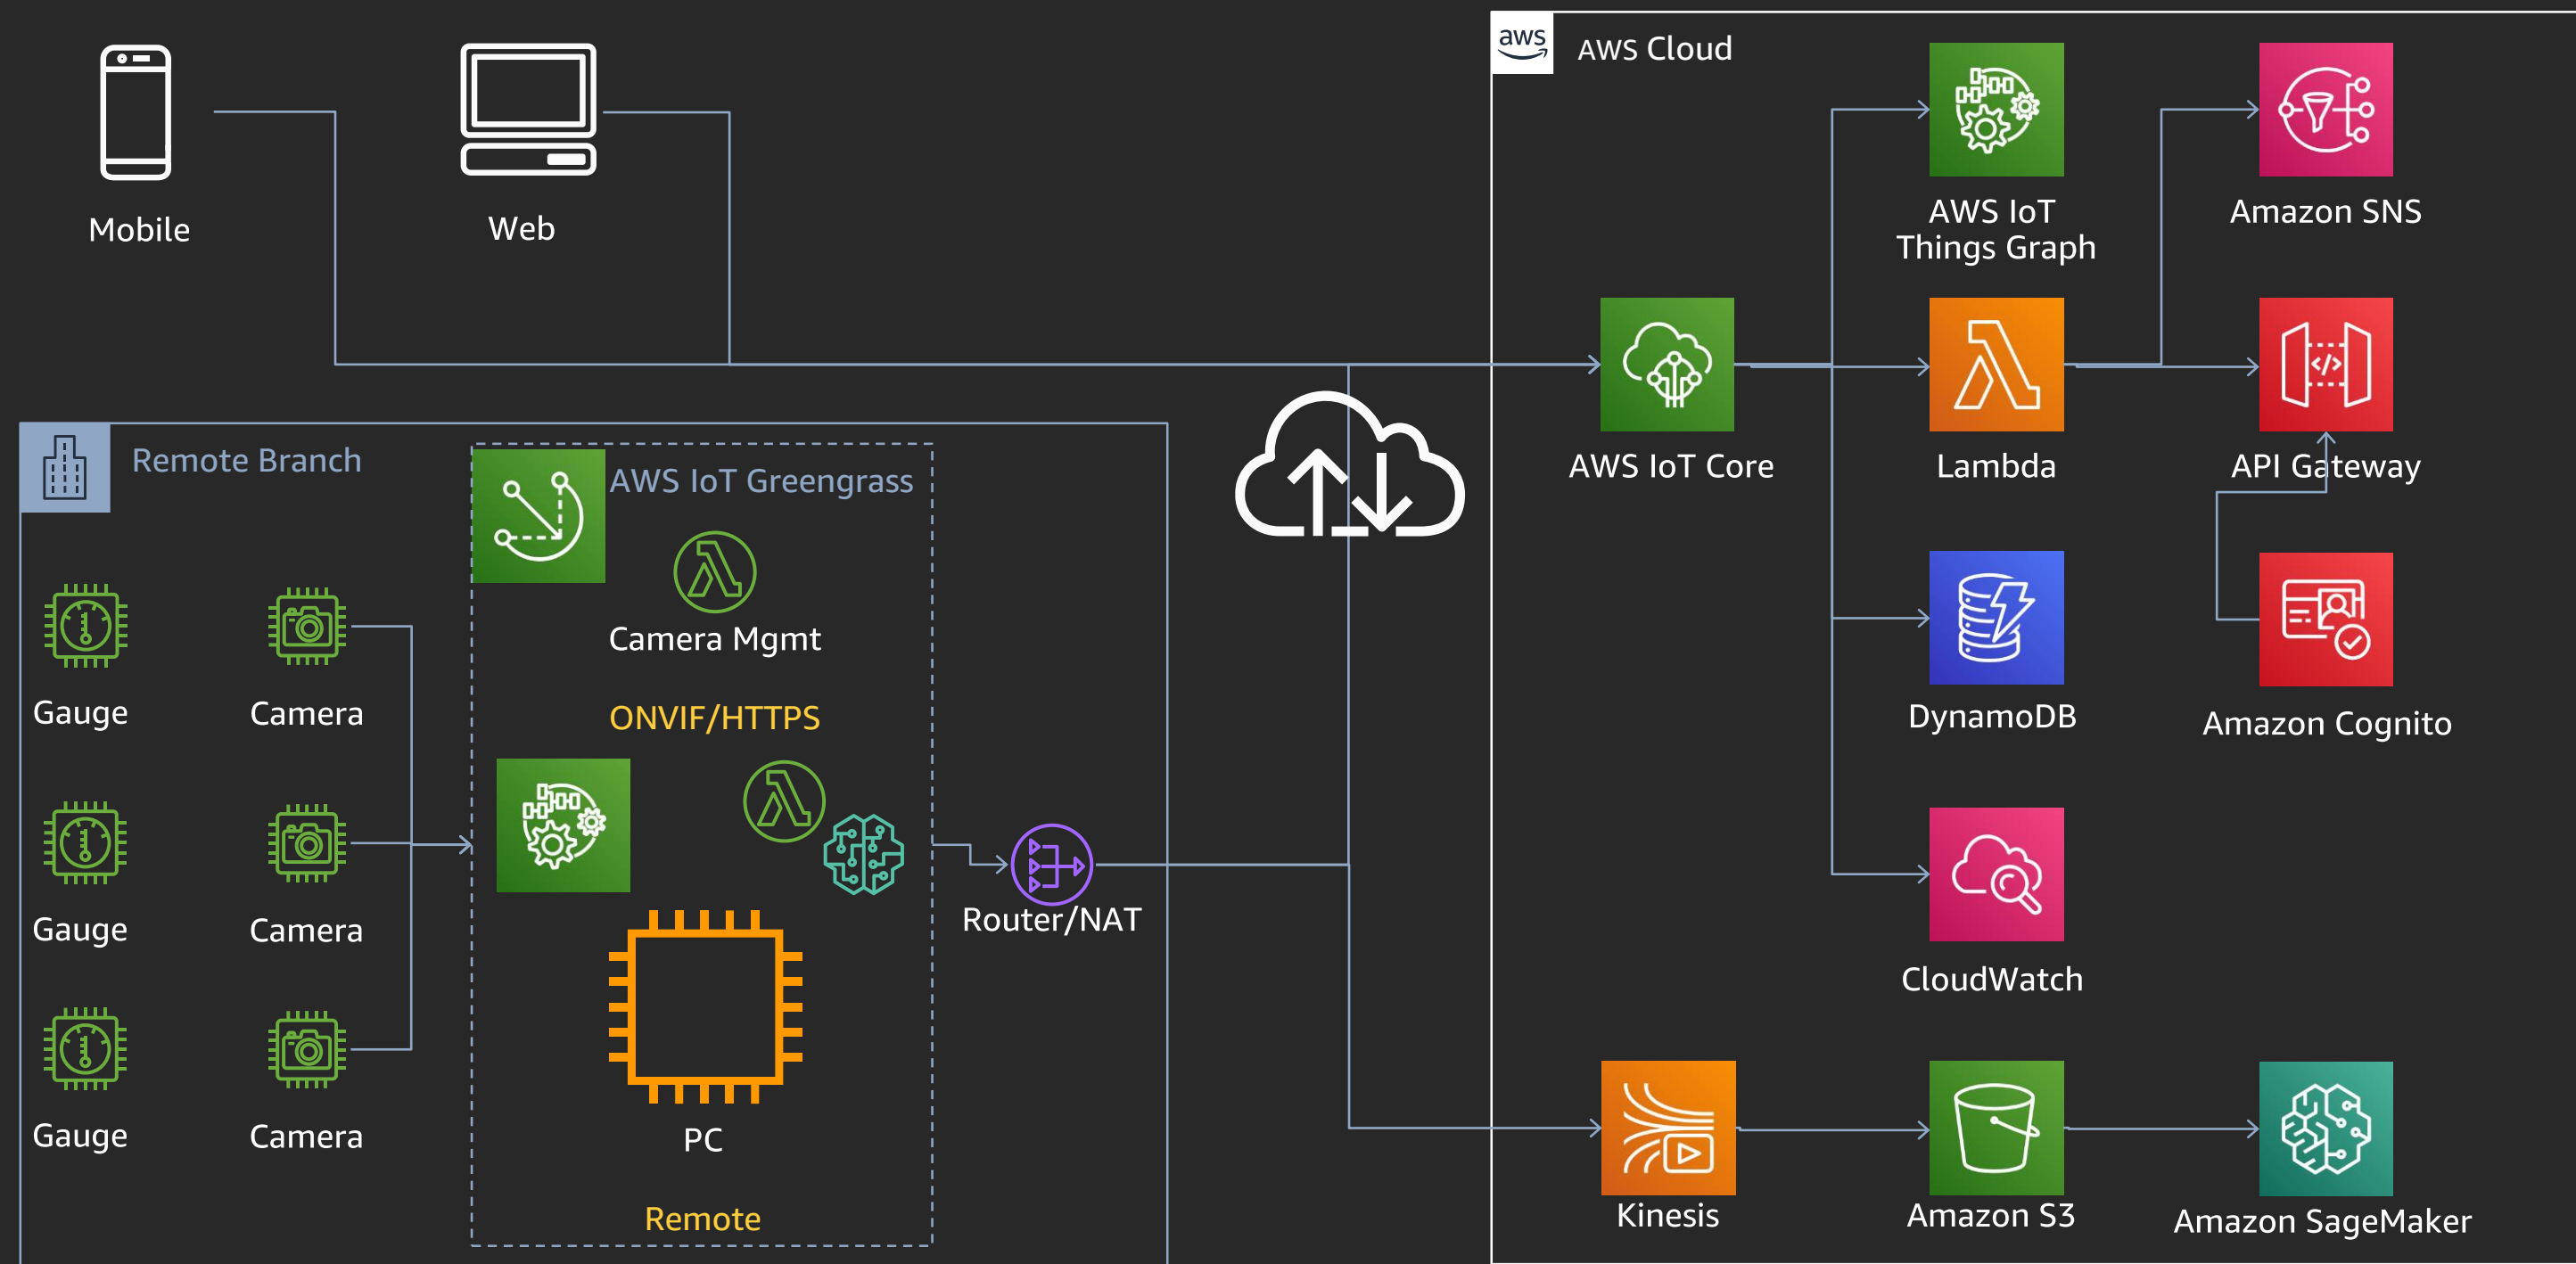 Mobile
Web
aws
AWS Cloud
AWS IoT
Things Graph
Amazon SNS
</>
AWS IoT Core
Lambda
API Gateway
Remote Branch
AWS IoT Greengrass
Camera Mgmt
ONVIF/HTTPS
Gauge
Camera
DynamoDB
Amazon Cognito
Gauge
Camera
Router/NAT
CloudWatch
Gauge
Camera
PC
Remote
Kinesis
Amazon S3
Amazon SageMaker